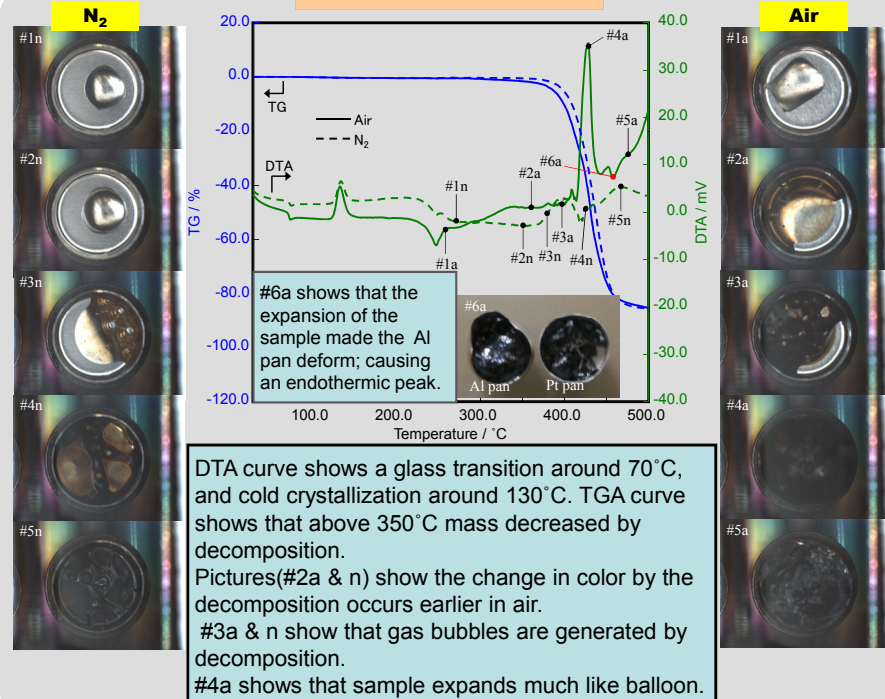 N₂
Air
#1n
#2n
#3n
#4n
#5n
20.0
0.0
-20.0
-40.0
-60.0
-80.0
-100.0
-120.0
TG / %
TG
Air
N₂
DTA
#1n
#1a
#2a
#2n
#3n
#3a
#4n
#4a
#5a
#6a
#5n
40.0
30.0
20.0
10.0
0.0
-10.0
-20.0
-30.0
-40.0
DTA / mV
#6a shows that the
expansion of the
sample made the Al
pan deform; causing
an endothermic peak.
#6a
Al pan
Pt pan
100.0
200.0
300.0
400.0
500.0
Temperature / ˚C
#1a
#2a
#3a
#4a
#5a
DTA curve shows a glass transition around 70˚C,
and cold crystallization around 130˚C. TGA curve
shows that above 350˚C mass decreased by
decomposition.
Pictures(#2a & n) show the change in color by the
decomposition occurs earlier in air.
#3a & n show that gas bubbles are generated by
decomposition.
#4a shows that sample expands much like balloon.